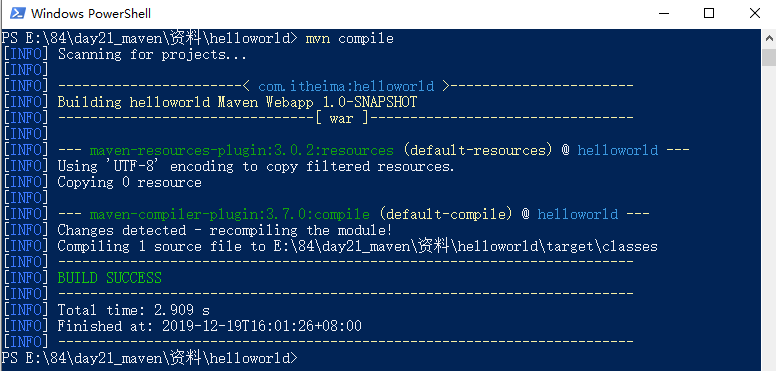 Windows PowerShell
PS E:\84\day21_maven\资料\helloworld> mvn compile
[INFO] Scanning for projects...
[INFO]
[INFO] -----------------------< com.itheima:helloworld >-----------------------
[INFO] Building helloworld Maven Webapp 1.0-SNAPSHOT
[INFO] --------------------------------[ war ]---------------------------------
[INFO]
[INFO] --- maven-resources-plugin:3.0.2:resources (default-resources) @ helloworld ---
[INFO] Using 'UTF-8' encoding to copy filtered resources.
[INFO] Copying 0 resource
[INFO]
[INFO] --- maven-compiler-plugin:3.7.0:compile (default-compile) @ helloworld ---
[INFO] Changes detected - recompiling the module!
[INFO] Compiling 1 source file to E:\84\day21_maven\资料\helloworld\target\classes
[INFO] ------------------------------------------------------------------------
[INFO] BUILD SUCCESS
[INFO] ------------------------------------------------------------------------
[INFO] Total time: 2.909 s
[INFO] Finished at: 2019-12-19T16:01:26+08:00
[INFO] ------------------------------------------------------------------------
PS E:\84\day21_maven\资料\helloworld>